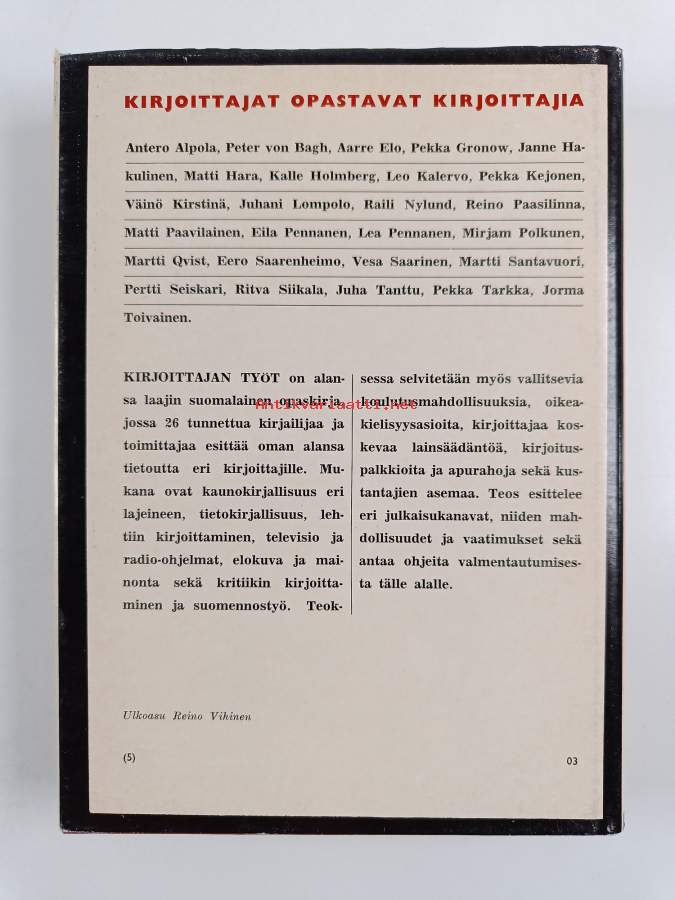 KIRJOITTAJAT OPASTAVAT KIRJOITTAJIA
Antero Alpola, Peter von Bagh, Aarre Elo, Pekka Gronow, Janne Ha-
kulinen, Matti Hara, Kalle Holmberg, Leo Kalervo, Pekka Kejonen,
Väinö Kirstinä, Juhani Lompolo, Raili Nylund, Reino Paasilinna,
Matti Paavilainen, Eila Pennanen, Lea Pennanen, Mirjam Polkunen,
Martti Qvist, Eero Saarenheimo, Vesa Saarinen, Martti Santavuori,
Pertti Seiskari, Ritva Siikala, Juha Tanttu, Pekka Tarkka, Jorma
Toivainen.
KIRJOITTAJAN TYÖT on alan-
sa laajin suomalainen opaskirja,
jossa 26 tunnettua kirjailijaa ja
toimittajaa esittää oman alansa
tietoutta eri kirjoittajille. Mu-
kana ovat kaunokirjallisuus eri
lajeineen, tietokirjallisuus, leh-
tiin kirjoittaminen, televisio ja
radio-ohjelmat, elokuva ja mai-
nonta sekä kritiikin kirjoitta-
minen ja suomennostyö. Teok-
sessa selvitetään myös vallitsevia
koulutusmahdollisuuksia, oikea-
kielisyysasioita, kirjoittajaa kos-
kevaa lainsäädäntöä, kirjoitus-
palkkioita ja apurahoja sekä kus-
tantajien asemaa. Teos esittelee
eri julkaisukanavat, niiden mah-
dollisuudet ja vaatimukset sekä
antaa ohjeita valmentautumises-
ta tälle alalle.
Antikvariaatti.net
Ulkoasu Reino Vihinen
(5)
03